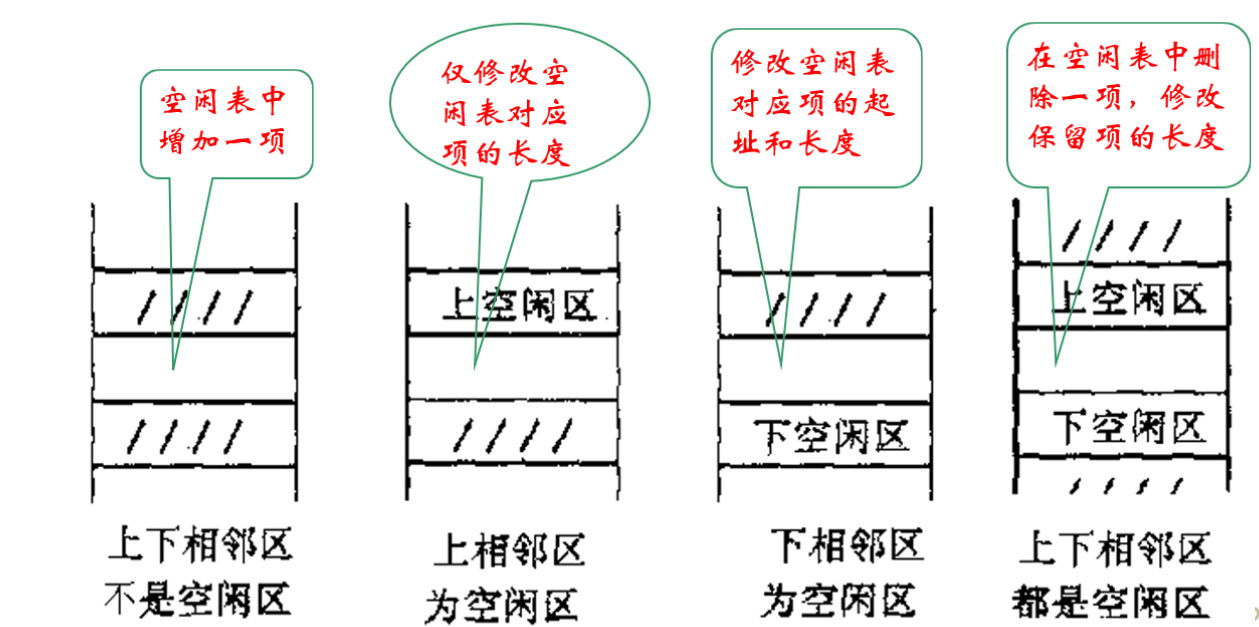 空闲表中
增加一项
仅修改空
闲表对应
项的长度
修改空闲表
对应项的起
址和长度
在空闲表中删
除一项，修改
保留项的长度
上空闲区
下空闲区
上空闲区
下空闲区
上下相邻区
不是空闲区
上相邻区
为空闲区
下相邻区
为空闲区
上下相邻区
都是空闲区